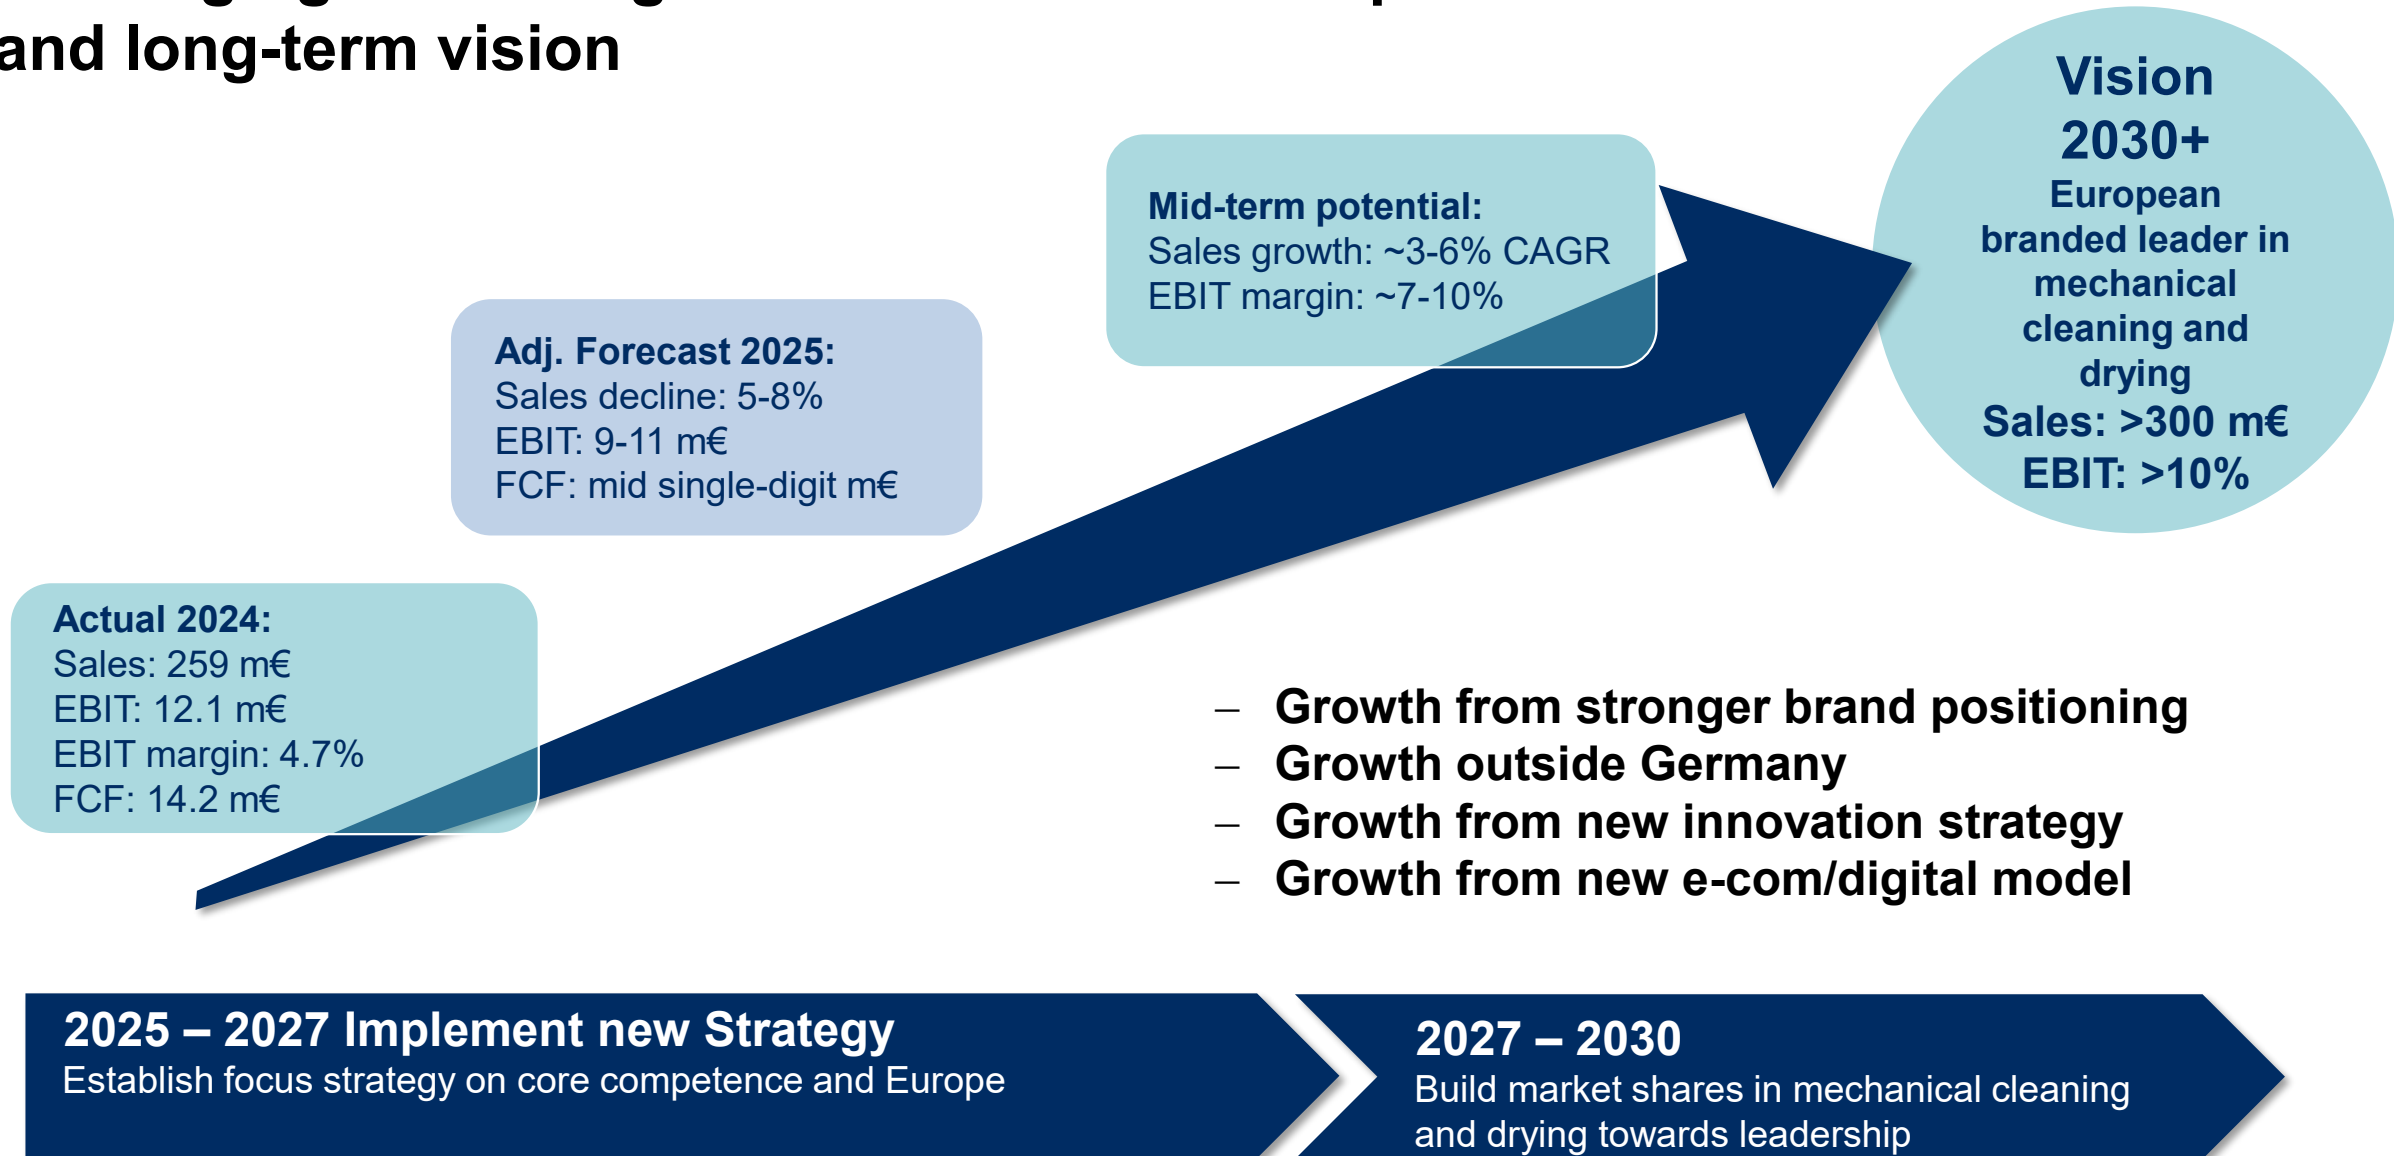 and long-term vision
Vision
2030+
European
branded leader in
mechanical
cleaning and
drying
Sales: >300 m€
EBIT: >10%
Mid-term potential:
Sales growth: ~3-6% CAGR
EBIT margin: ~7-10%
Adj. Forecast 2025:
Sales decline: 5-8%
EBIT: 9-11 m€
FCF: mid single-digit m€
Actual 2024:
Sales: 259 m€
EBIT: 12.1 m€
EBIT margin: 4.7%
FCF: 14.2 m€
– Growth from stronger brand positioning
– Growth outside Germany
– Growth from new innovation strategy
– Growth from new e-com/digital model
2025 – 2027 Implement new Strategy
Establish focus strategy on core competence and Europe
2027 – 2030
Build market shares in mechanical cleaning
and drying towards leadership